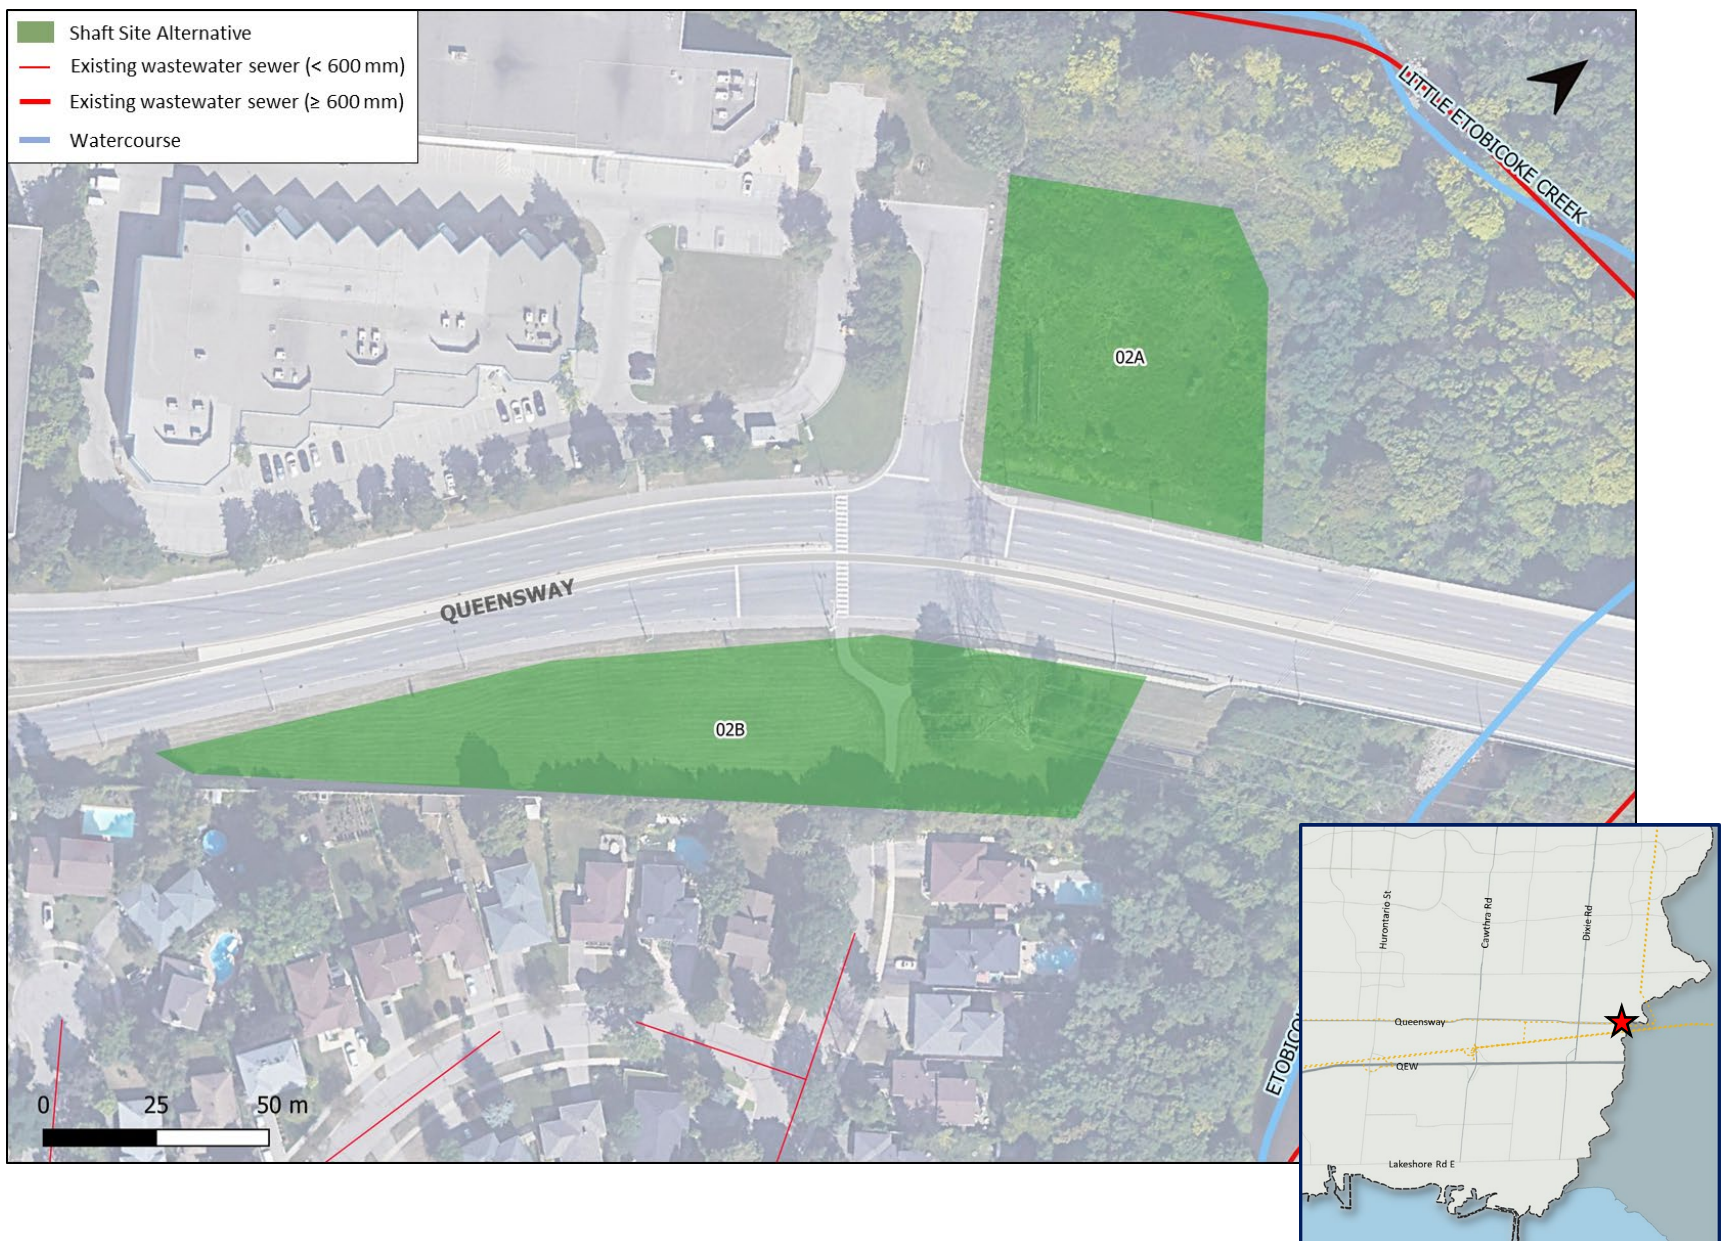 Shaft Site Alternative
Existing wastewater sewer (< 600 mm)
Existing wastewater sewer (≥ 600 mm)
Watercourse
LITTLE ETOBICOKE CREEK
02A
QUEENSWAY
02B
ETOBICO
0 25 50 m
Hurontario St
Cawthra Rd
Dixie Rd
Queensway
QEW
Lakeshore Rd E